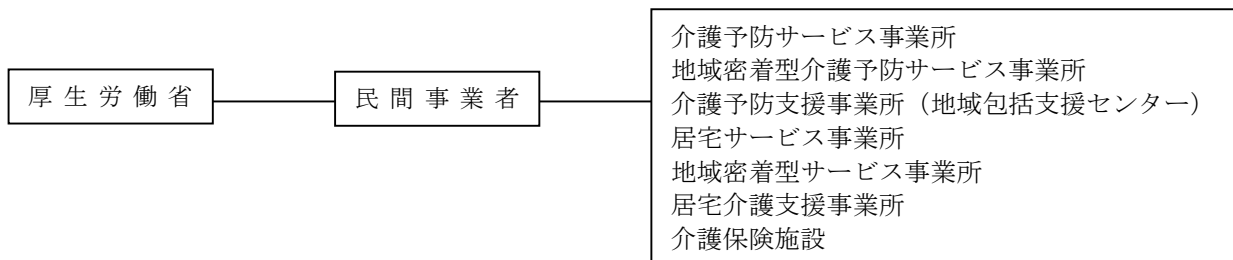 厚生労働省
民間事業者
介護予防サービス事業所
地域密着型介護予防サービス事業所
介護予防支援事業所（地域包括支援センター）
居宅サービス事業所
地域密着型サービス事業所
居宅介護支援事業所
介護保険施設